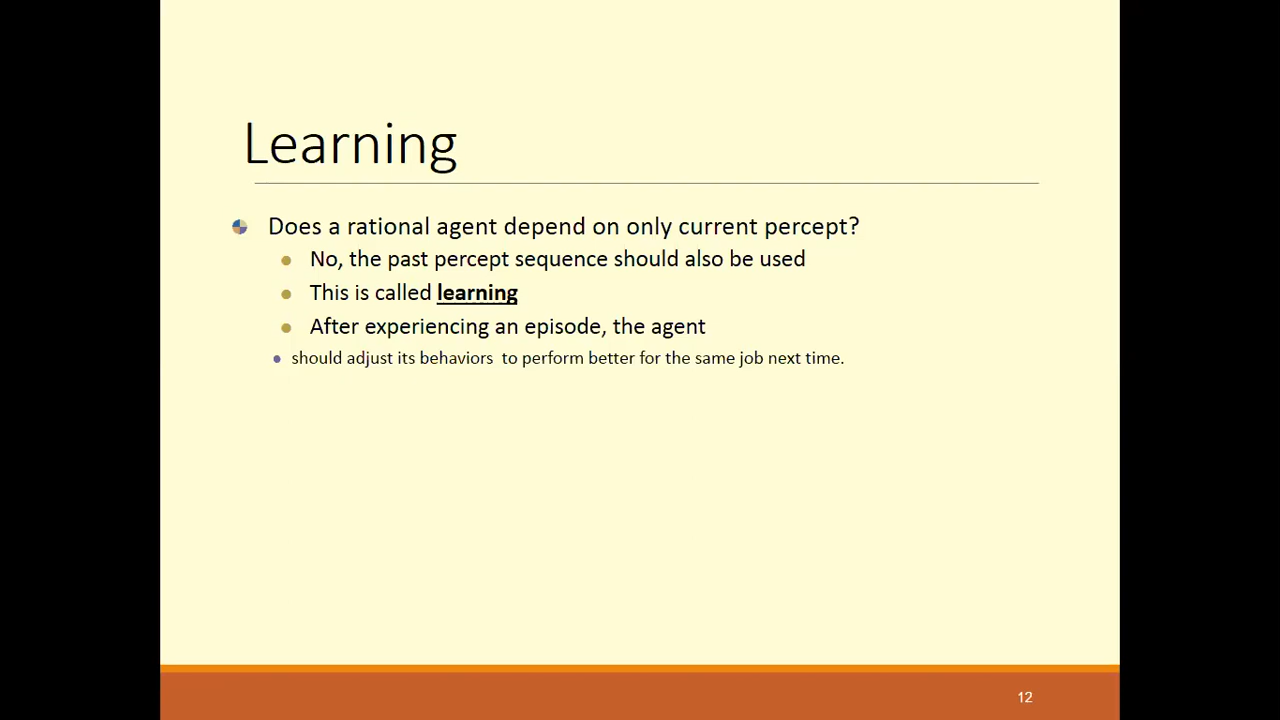 Learning
Does a rational agent depend on only current percept?
No, the past percept sequence should also be used
This is called learning
After experiencing an episode, the agent
should adjust its behaviors to perform better for the same job next time.
12